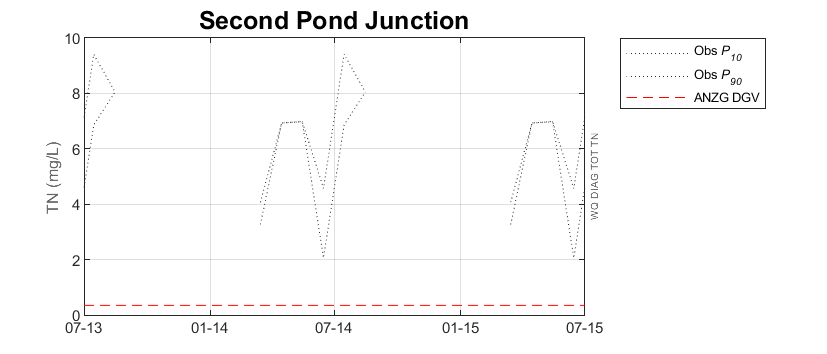 Second Pond Junction
10
8
6
4
2
0
TN (mg/L)
07-13 01-14 07-14 01-15 07-15
WQ DIAG TOT TN
Obs P10
Obs P90
ANZG DGV